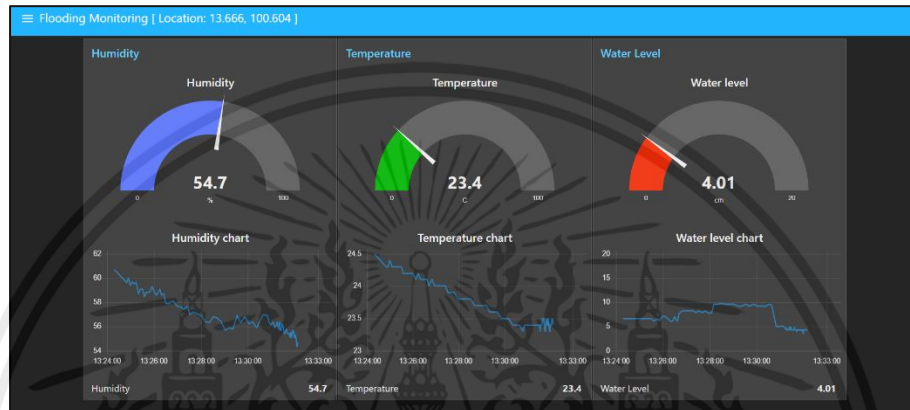 Flooding Monitoring [ Location: 13.666, 100.604 ]
Humidity
Humidity
54.7
%
0
100
Humidity chart
62
60
58
56
54
13:24:00 13:26:00 13:28:00 13:30:00 13:33:00
Humidity 54.7
Temperature
Temperature
23.4
C
0
100
Temperature chart
24.5
24
23.5
23
13:24:00 13:26:00 13:28:00 13:30:00 13:33:00
Temperature 23.4
Water Level
Water level
4.01
cm
0
20
Water level chart
20
15
10
5
0
13:24:00 13:26:00 13:28:00 13:30:00 13:33:00
Water Level 4.01